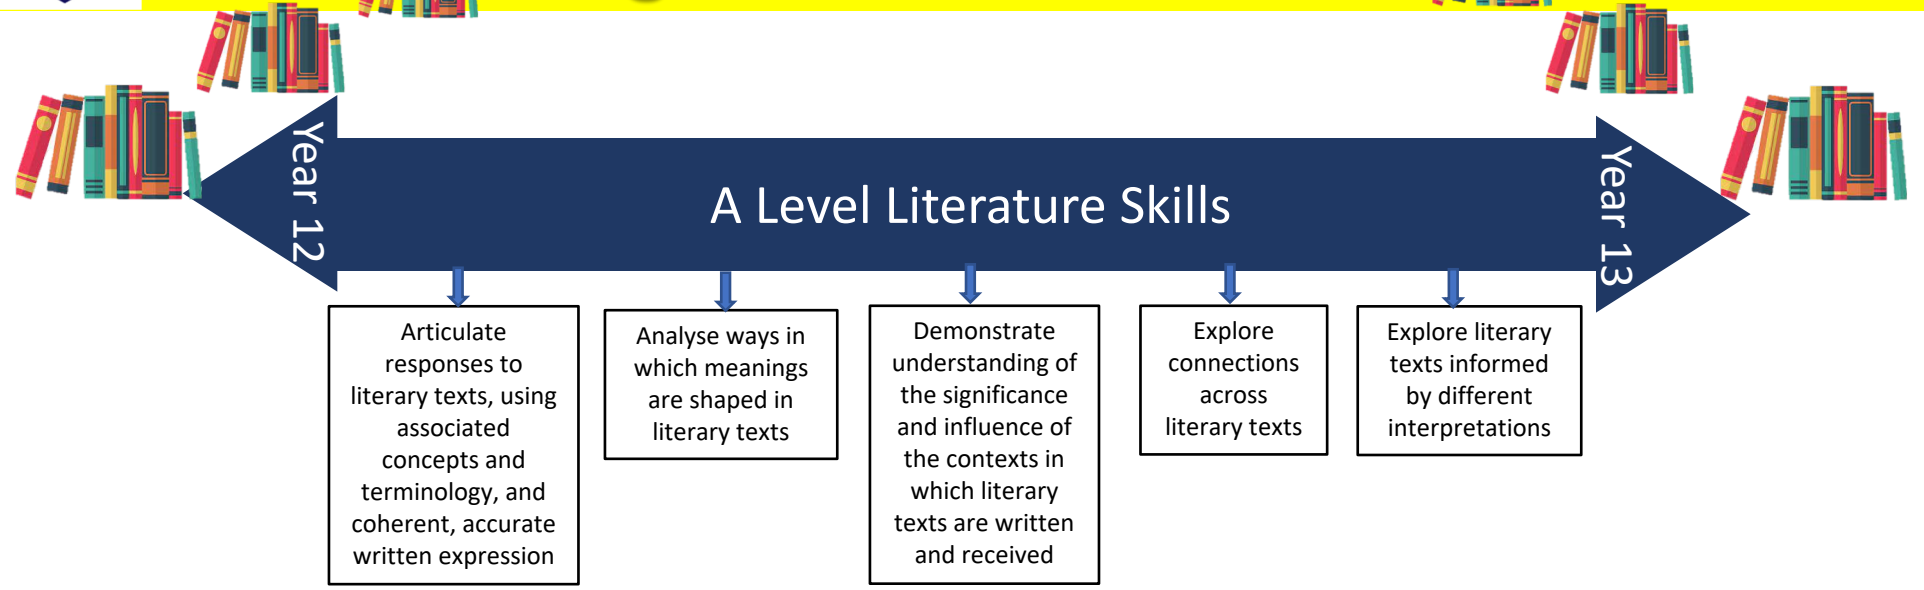 Year 12
A Level Literature Skills
Year 13
Articulate
responses to
literary texts, using
associated
concepts and
terminology, and
coherent, accurate
written expression
Analyse ways in
which meanings
are shaped in
literary texts
Demonstrate
understanding of
the significance
and influence of
the contexts in
which literary
texts are written
and received
Explore
connections
across
literary texts
Explore literary
texts informed
by different
interpretations